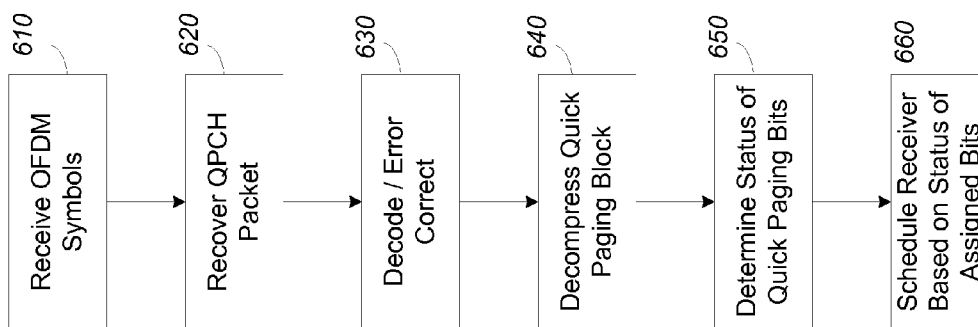 610
Receive OFDM
Symbols
620
Recover QPCH
Packet
630
Decode / Error
Correct
640
Decompress Quick
Paging Block
650
Determine Status of
Quick Paging Bits
660
Schedule Receiver
Based on Status of
Assigned Bits